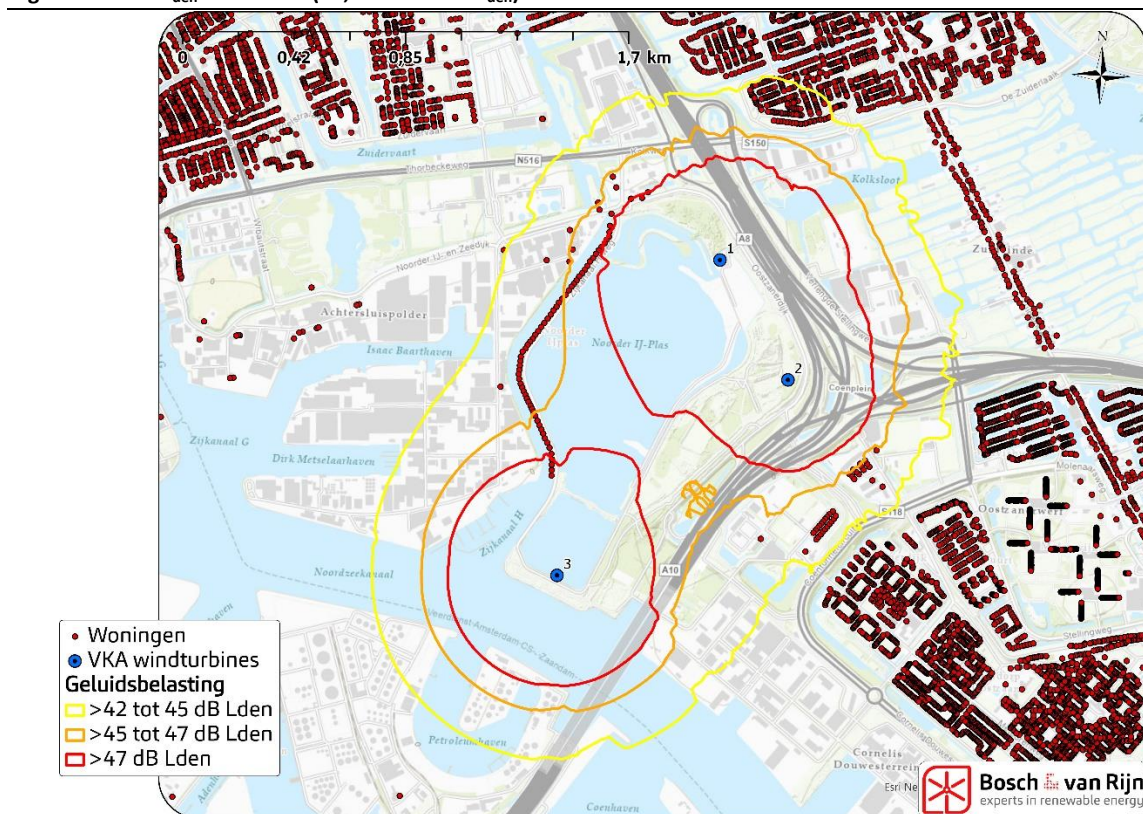 0
0,42
0,85
1,7 km
N
De Zuiderlaak
Zuidervaart
Thorbeckeweg
N516
S150
Kolksloot
Wibautstraat
Noorder IJ- en Zeedijk
A8
1
Oostzanerdijk
Achtersluispolder
Isaac Baarthaven
Noorder IJ-Plas
2
Coenplein
Zijkanaal G
Dirk Metselaarhaven
Molenaarsweg
Oostzanerwerf
S118
Zijkanaal H
3
A10
Noordzeekanaal
Stellingweg
Veerdienst-Amsterdam-CS--Zaandam
Petroleumhaven
Cornelis
Douwesterrein
Coenhaven
Esri Ne
Woningen
VKA windturbines
Geluidsbelasting
>42 tot 45 dB Lden
>45 tot 47 dB Lden
>47 dB Lden
Bosch & van Rijn
experts in renewable energy